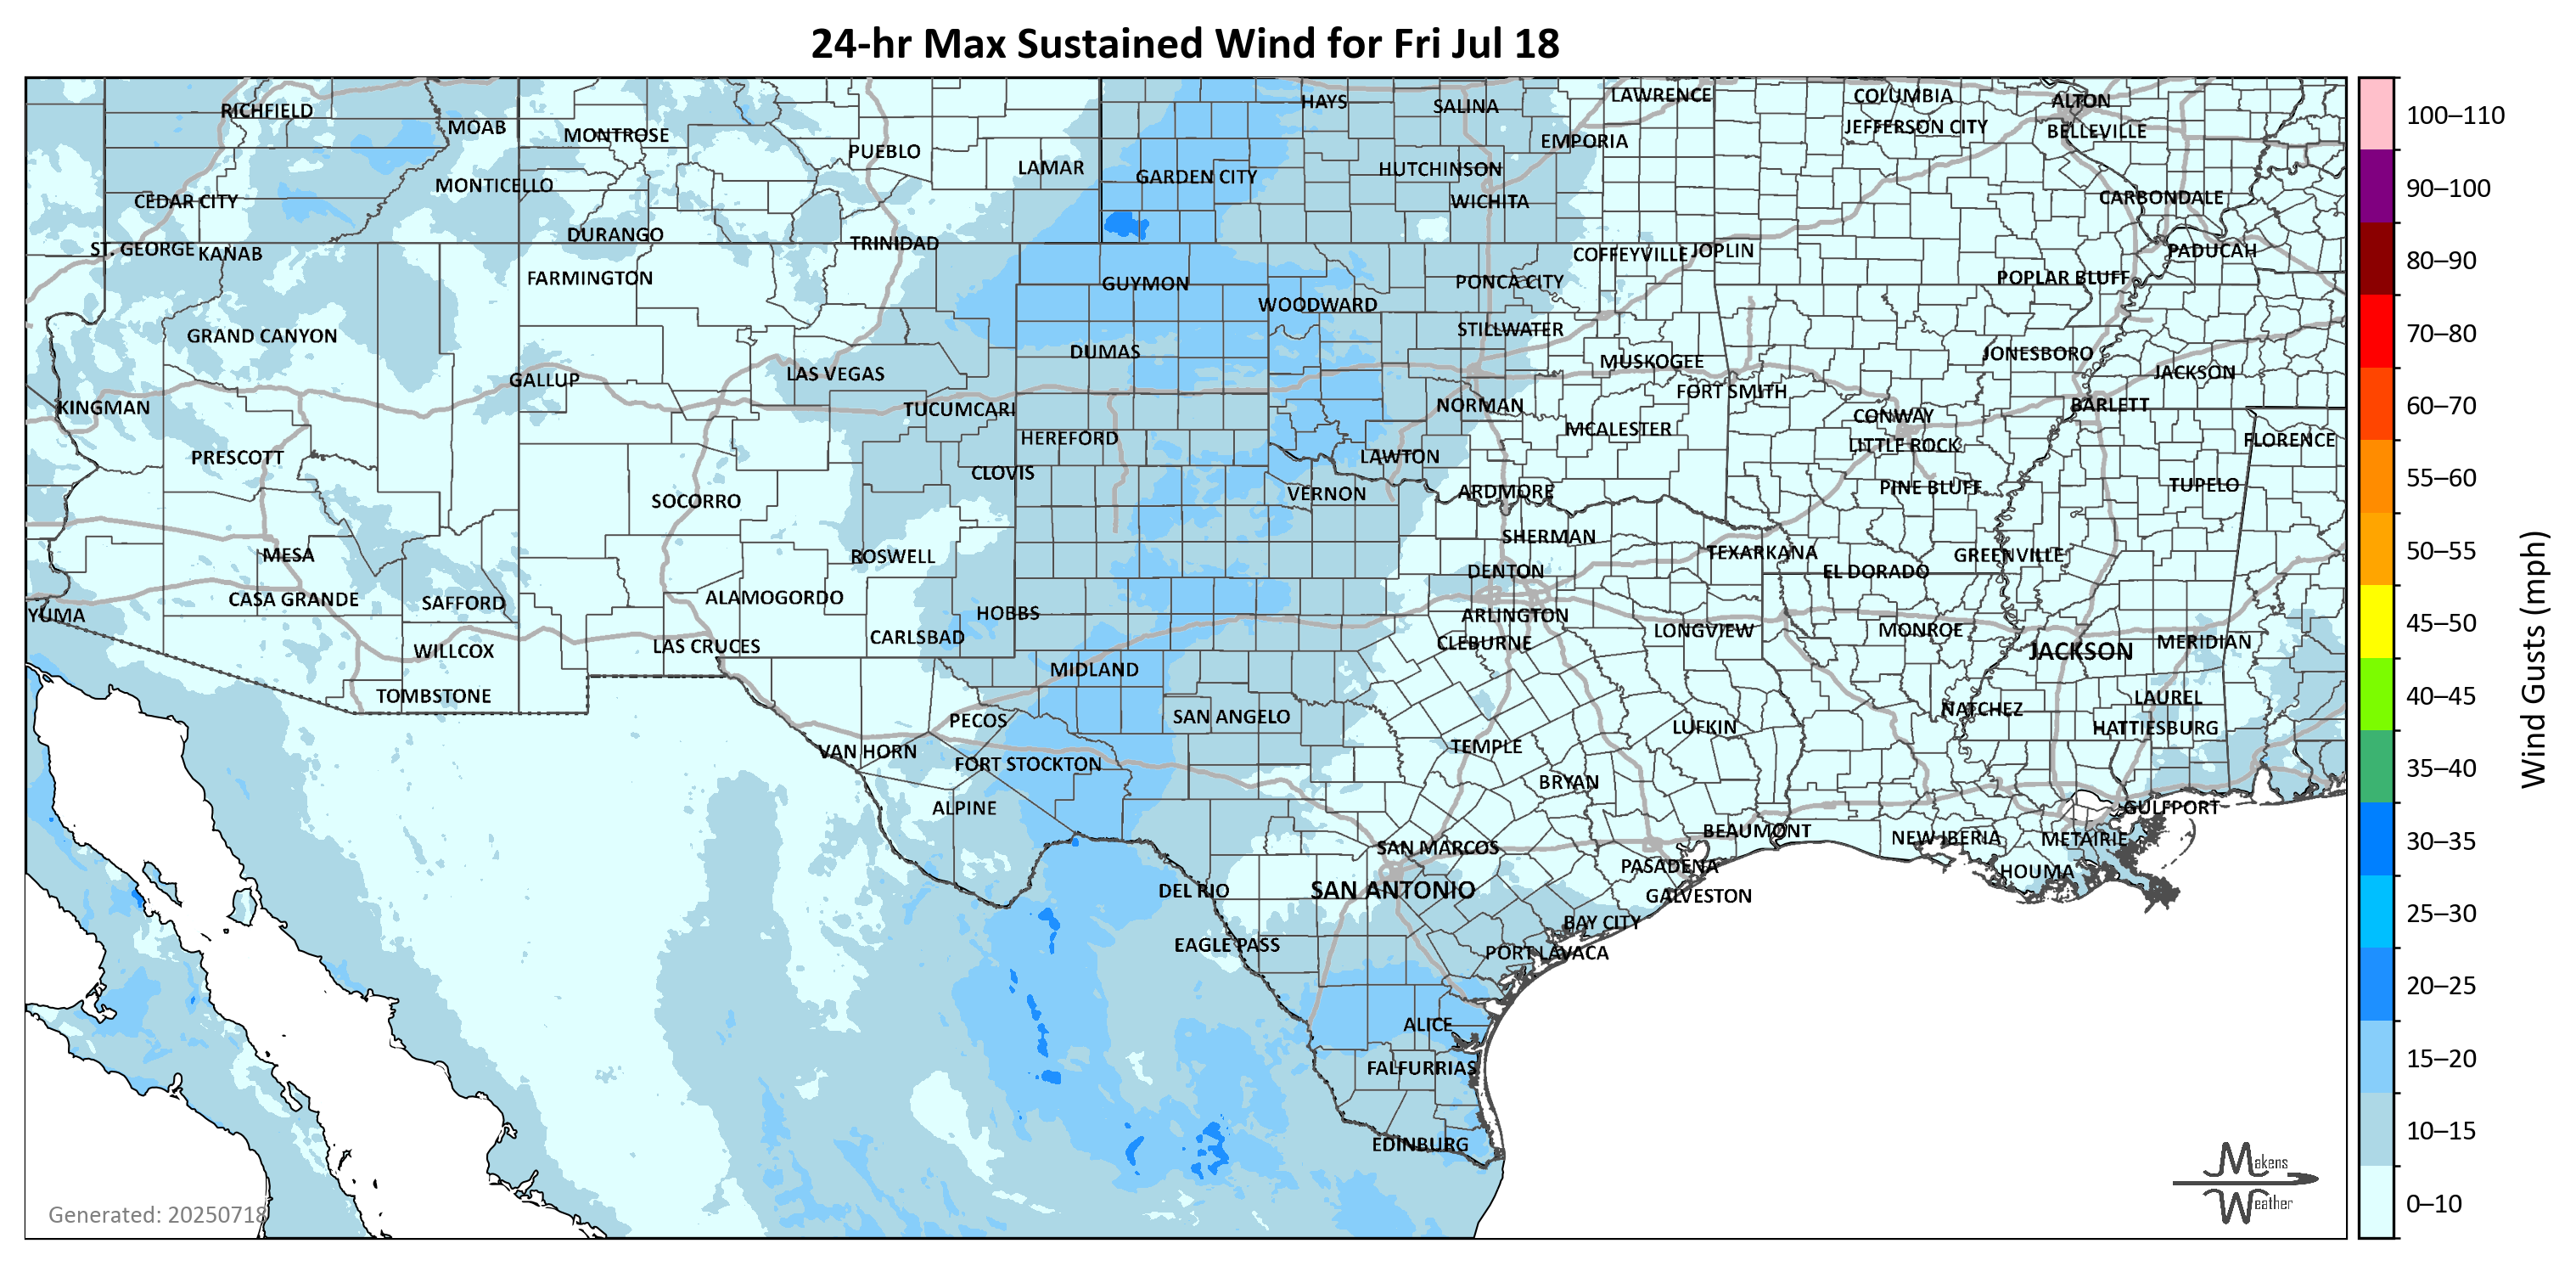 24-hr Max Sustained Wind for Fri Jul 18
RICHFIELD
MOAB
MONTROSE
PUEBLO
LAMAR
HAYS
SALINA
LAWRENCE
COLUMBIA
ALTON
JEFFERSON CITY
BELLEVILLE
EMPORIA
HUTCHINSON
GARDEN CITY
MONTICELLO
CEDAR CITY
WICHITA
CARBONDALE
DURANGO
TRINIDAD
ST. GEORGE
KANAB
COFFEYVILLE
JOPLIN
PADUCAH
FARMINGTON
GUYMON
PONCA CITY
POPLAR BLUFF
WOODWARD
GRAND CANYON
STILLWATER
DUMAS
MUSKOGEE
JONESBORO
GALLUP
LAS VEGAS
FORT SMITH
JACKSON
KINGMAN
TUCUMCARI
NORMAN
CONWAY
BARLETT
MCALESTER
HEREFORD
LITTLE ROCK
FLORENCE
PRESCOTT
LAWTON
CLOVIS
SOCORRO
VERNON
ARDMORE
PINE BLUFF
TUPELO
SHERMAN
MESA
ROSWELL
TEXARKANA
GREENVILLE
DENTON
EL DORADO
CASA GRANDE
SAFFORD
ALAMOGORDO
YUMA
HOBBS
ARLINGTON
CARLSBAD
CLEBURNE
LONGVIEW
MONROE
MERIDIAN
WILLCOX
LAS CRUCES
JACKSON
MIDLAND
TOMBSTONE
LAUREL
PECOS
SAN ANGELO
NATCHEZ
LUFKIN
HATTIESBURG
VAN HORN
TEMPLE
FORT STOCKTON
BRYAN
ALPINE
GULFPORT
BEAUMONT
NEW IBERIA
METAIRIE
SAN MARCOS
PASADENA
HOUMA
DEL RIO
SAN ANTONIO
GALVESTON
BAY CITY
EAGLE PASS
PORT LAVACA
ALICE
FALFURRIAS
EDINBURG
Generated: 20250718
Makens
Weather
100–110
90–100
80–90
70–80
60–70
55–60
50–55
45–50
40–45
35–40
30–35
25–30
20–25
15–20
10–15
0–10
Wind Gusts (mph)